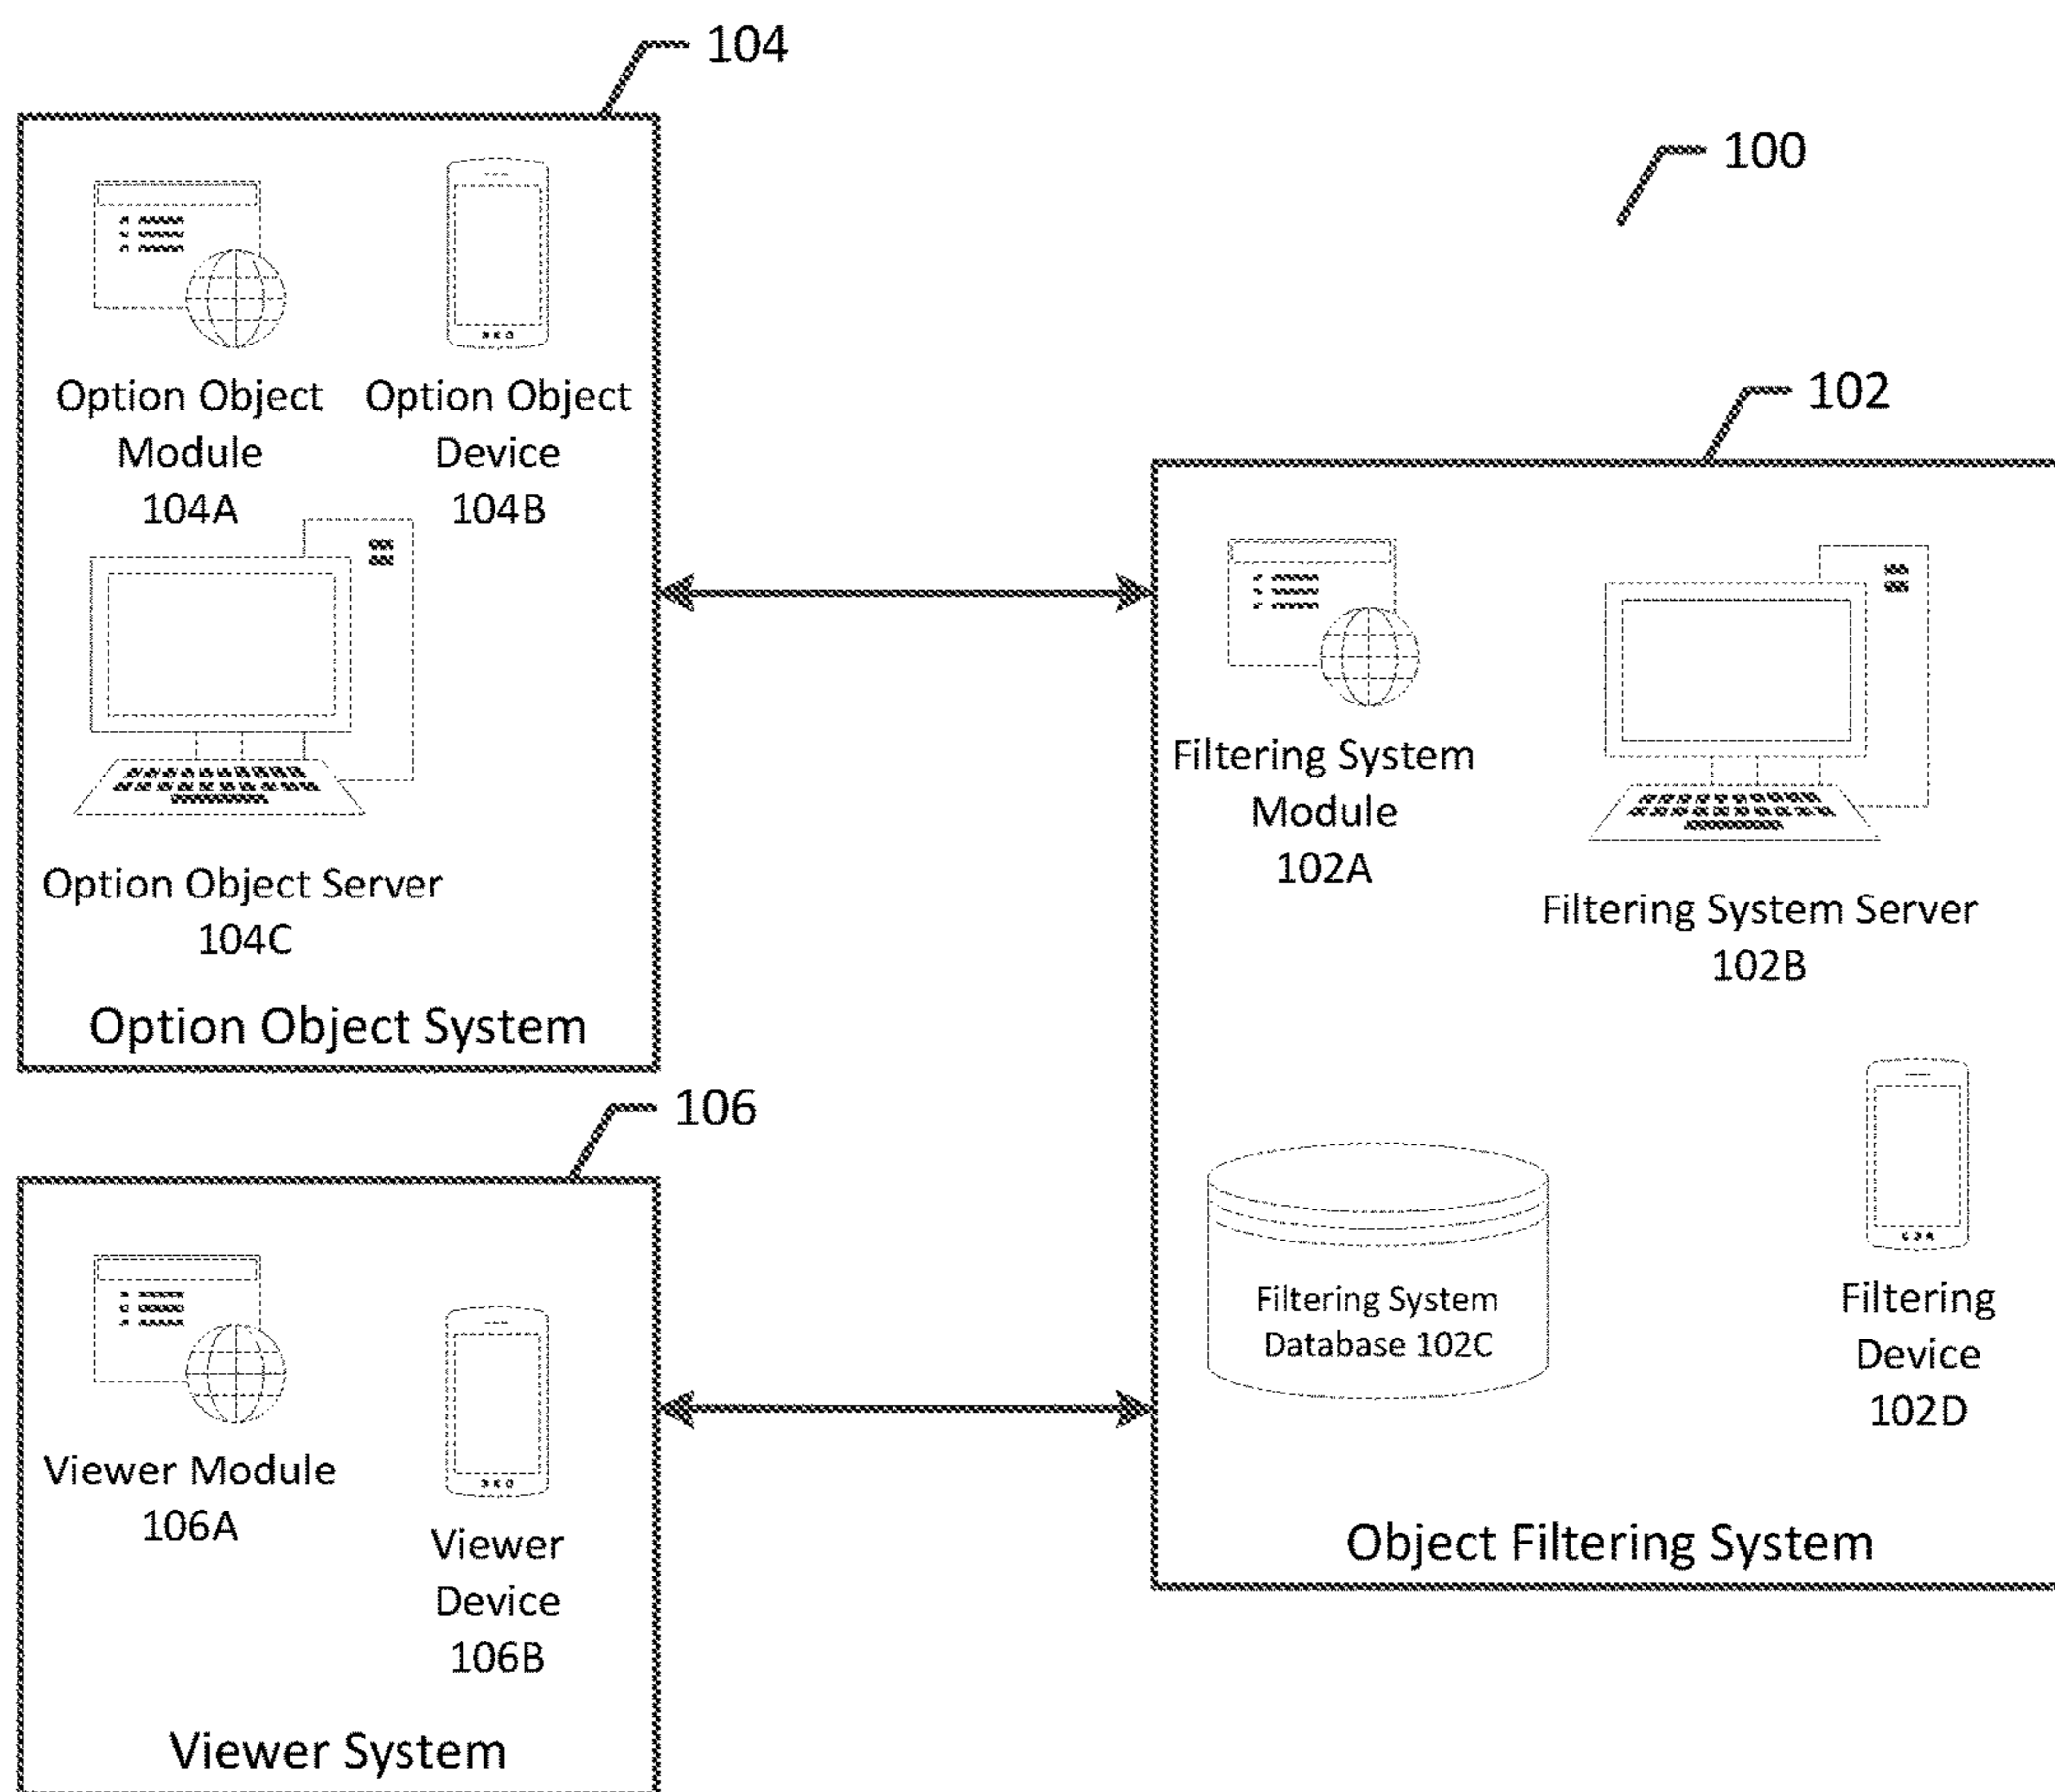 104
100
Option Object
Module
104A
Option Object
Device
104B
102
Option Object Server
104C
Option Object System
Filtering System
Module
102A
Filtering System Server
102B
106
Filtering System
Database 102C
Filtering
Device
102D
Viewer Module
106A
Viewer
Device
106B
Object Filtering System
Viewer System